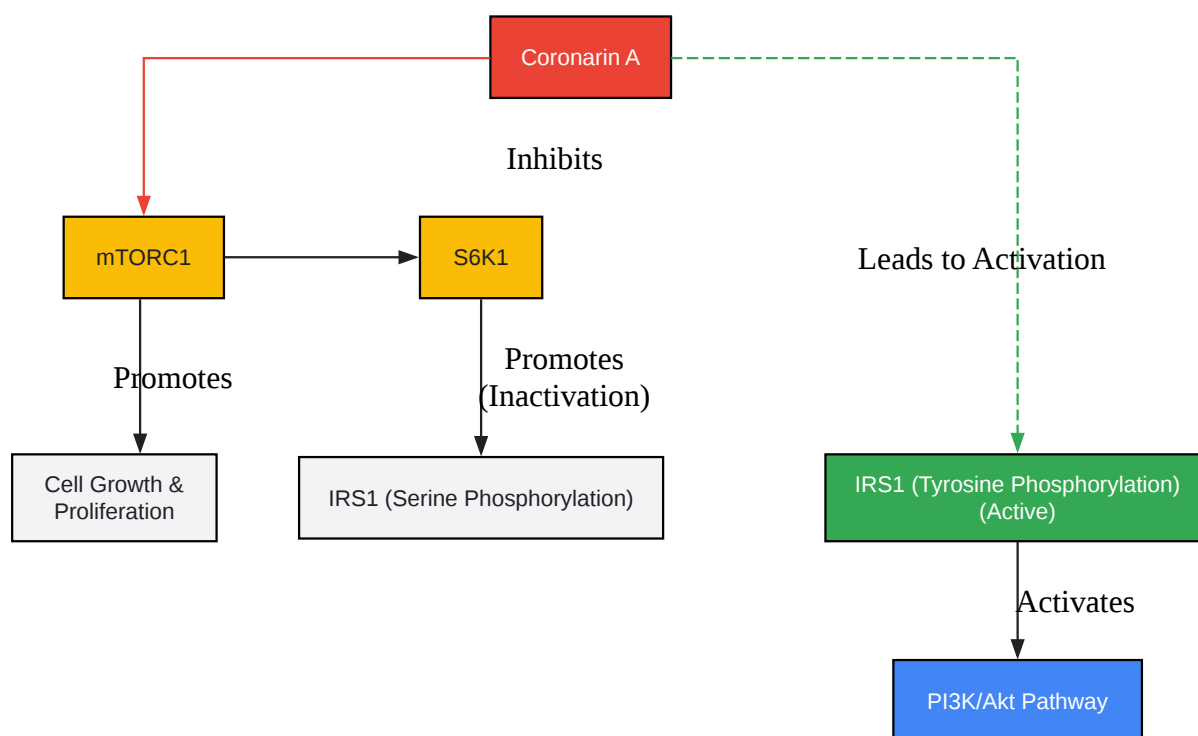 Coronarin A
Inhibits
mTORC1
S6K1
Leads to Activation
Promotes
Promotes
(Inactivation)
Cell Growth &
Proliferation
IRS1 (Serine Phosphorylation)
IRS1 (Tyrosine Phosphorylation)
(Active)
Activates
PI3K/Akt Pathway